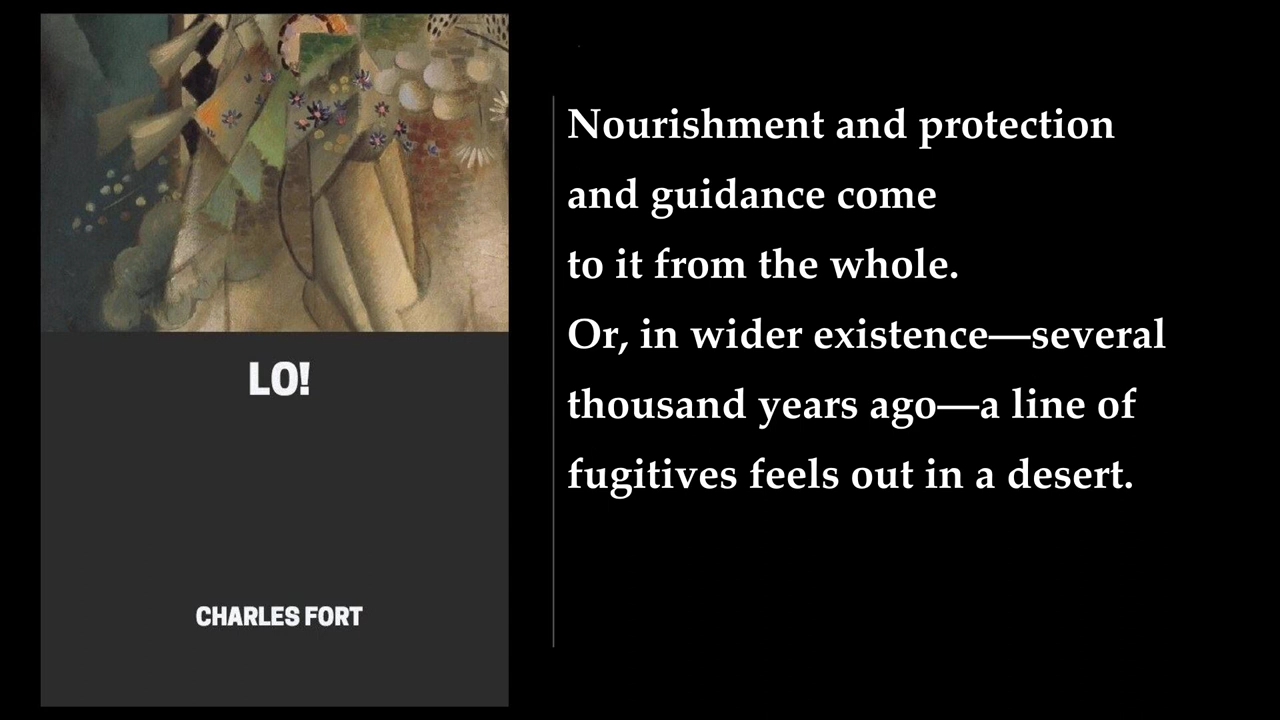 LO!
CHARLES FORT
Nourishment and protection
and guidance come
to it from the whole.
Or, in wider existence—several
thousand years ago—a line of
fugitives feels out in a desert.